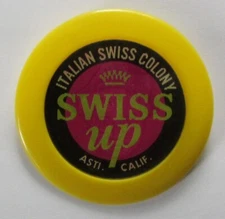 ITALIAN SWISS COLONY
SWISS
up
ASTI. CALIF.